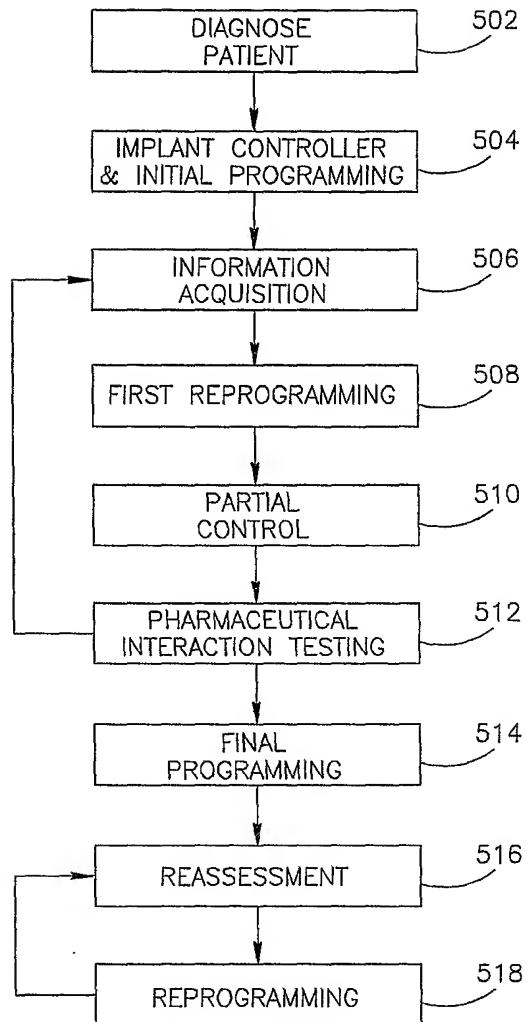 DIAGNOSE
PATIENT
502
IMPLANT CONTROLLER
& INITIAL PROGRAMMING
504
INFORMATION
ACQUISITION
506
FIRST REPROGRAMMING
508
PARTIAL
CONTROL
510
PHARMACEUTICAL
INTERACTION TESTING
512
FINAL
PROGRAMMING
514
REASSESSMENT
516
REPROGRAMMING
518